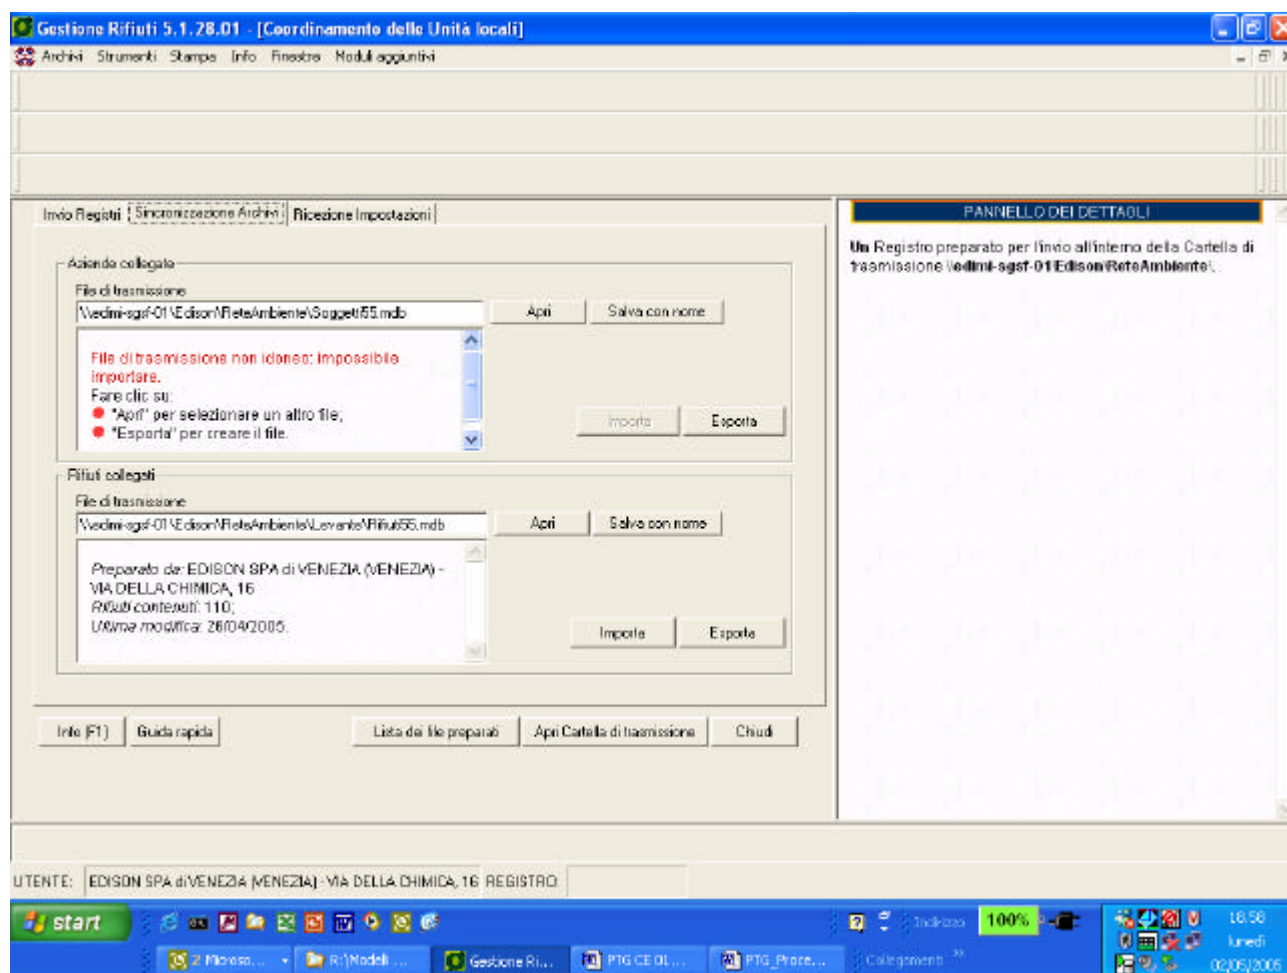 Gestione Rifiuti 5.1.28.01 - [Coordinamento delle Unità locali]
Archivi Strumenti Stampa Info Finestra Moduli aggiuntivi
Invio Registri Sincronizzazione Archivi Ricezione Impostazioni
Aziende collegate
File di trasmissione
\\edimi-sgsf-01\Edison\ReteAmbiente\Soggetti55.mdb
Apri Salva con nome
File di trasmissione non idoneo: impossibile
importare.
Fare clic su:
"Apri" per selezionare un altro file;
"Esporta" per creare il file.
Importa Esporta
Rifiuti collegati
File di trasmissione
\\edimi-sgsf-01\Edison\ReteAmbiente\Levante\Rifiuti55.mdb
Apri Salva con nome
Preparato da: EDISON SPA di VENEZIA (VENEZIA) -
VIA DELLA CHIMICA, 16
Rifiuti contenuti: 110;
Ultima modifica: 26/04/2005.
Importa Esporta
Info (F1) Guida rapida Lista dei file preparati Apri Cartella di trasmissione Chiudi
PANNELLO DEI DETTAGLI
Un Registro preparato per l'invio all'interno della Cartella di
trasmissione \\edimi-sgsf-01\Edison\ReteAmbiente\.
UTENTE: EDISON SPA di VENEZIA (VENEZIA) - VIA DELLA CHIMICA, 16 REGISTRO:
start Indirizzo 100% 18.58
2 Microso... R:\Modeli ... Gestione Ri... PTG CE 01 ... PTG_Proce... Collegamenti » lunedì
02/05/2005